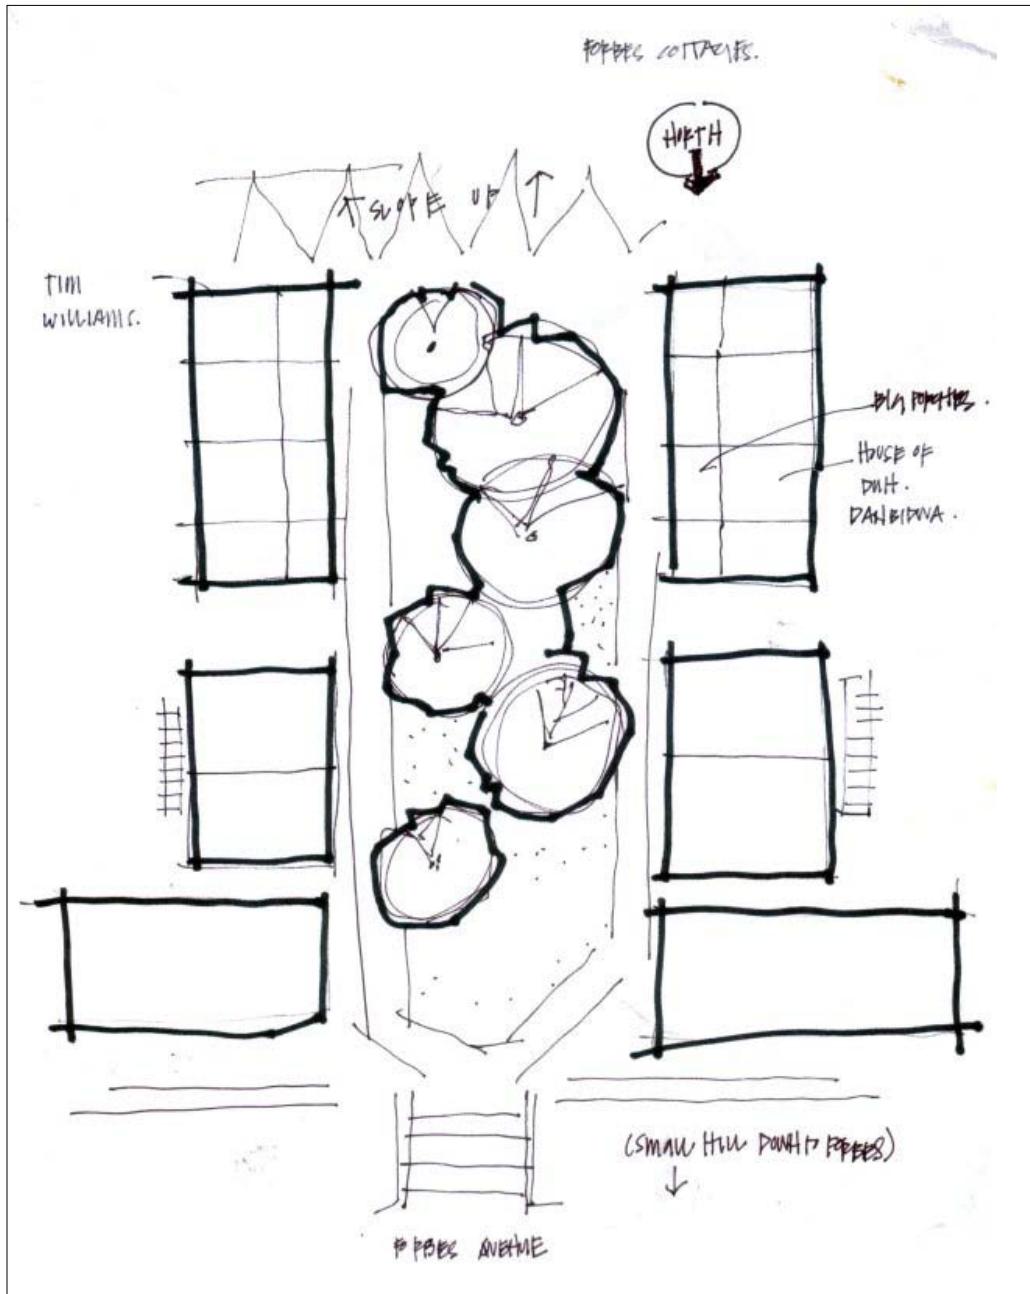 FORBES COTTAGES.
NORTH
SLOPE UP
TIM
WILLIAMS.
BIG PORCHES.
HOUSE OF
DAN BIDWA.
(SMALL HILL DOWN TO FORBES)
FORBES AVENUE